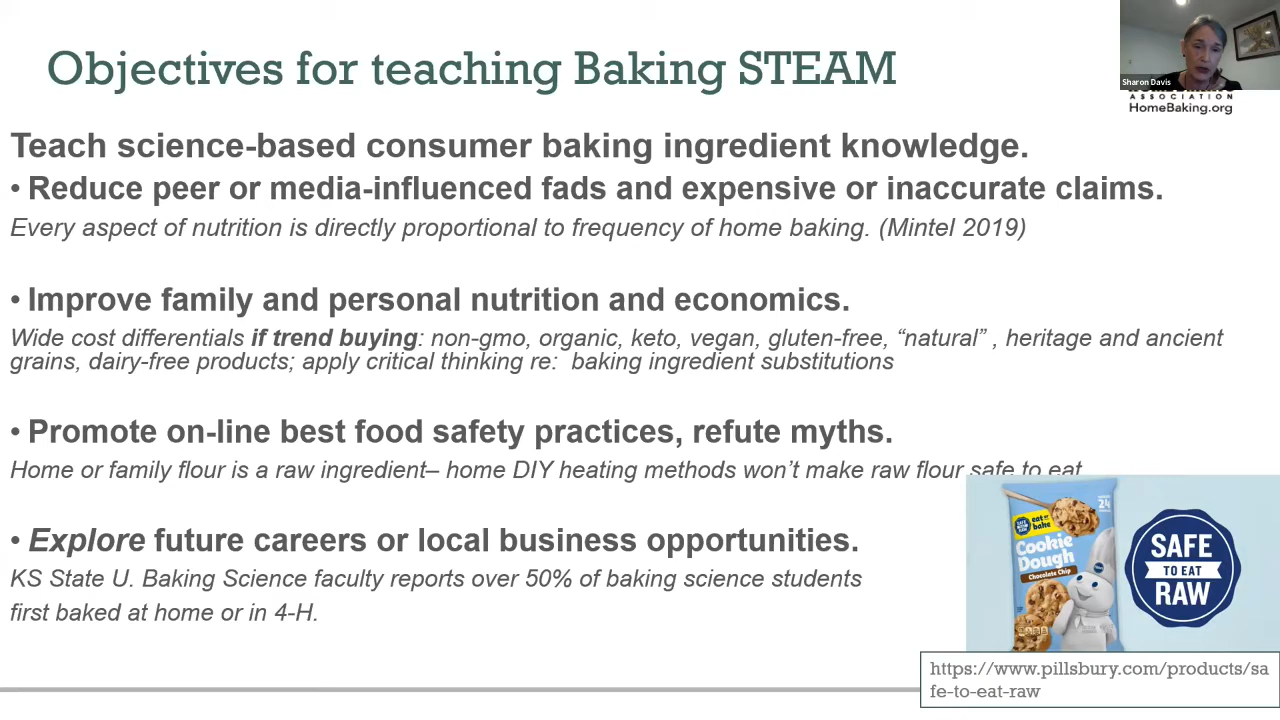 Objectives for teaching Baking STEAM
Sharon Davis
ASSOCIATION
HomeBaking.org
Teach science-based consumer baking ingredient knowledge.
• Reduce peer or media-influenced fads and expensive or inaccurate claims.
Every aspect of nutrition is directly proportional to frequency of home baking. (Mintel 2019)
• Improve family and personal nutrition and economics.
Wide cost differentials if trend buying: non-gmo, organic, keto, vegan, gluten-free, “natural” , heritage and ancient
grains, dairy-free products; apply critical thinking re: baking ingredient substitutions
• Promote on-line best food safety practices, refute myths.
Home or family flour is a raw ingredient– home DIY heating methods won’t make raw flour safe to eat
• Explore future careers or local business opportunities.
KS State U. Baking Science faculty reports over 50% of baking science students
first baked at home or in 4-H.
24
eat or
bake
Cookie
Dough
Chocolate Chip
SAFE
TO EAT
RAW
https://www.pillsbury.com/products/sa
fe-to-eat-raw